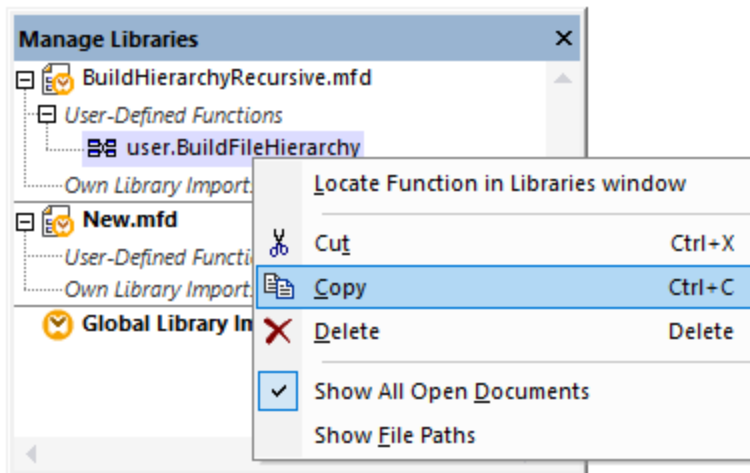 Manage Libraries
BuildHierarchyRecursive.mfd
User-Defined Functions
user.BuildFileHierarchy
Own Library Import
Locate Function in Libraries window
New.mfd
Cut Ctrl+X
User-Defined Functi
Copy Ctrl+C
Own Library Import
Global Library Im
Delete Delete
Show All Open Documents
Show File Paths